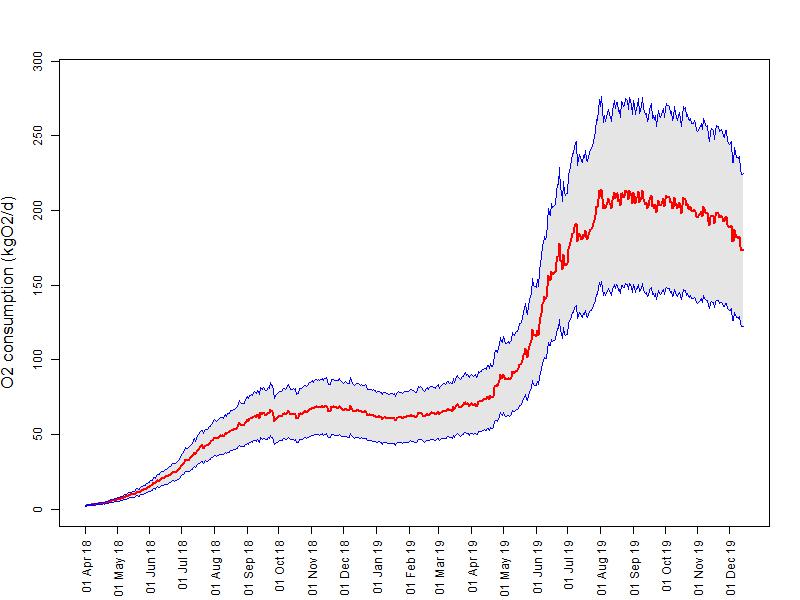 O2 consumption (kgO2/d)
300
250
200
150
100
50
0
01 Apr 18
01 May 18
01 Jun 18
01 Jul 18
01 Aug 18
01 Sep 18
01 Oct 18
01 Nov 18
01 Dec 18
01 Jan 19
01 Feb 19
01 Mar 19
01 Apr 19
01 May 19
01 Jun 19
01 Jul 19
01 Aug 19
01 Sep 19
01 Oct 19
01 Nov 19
01 Dec 19